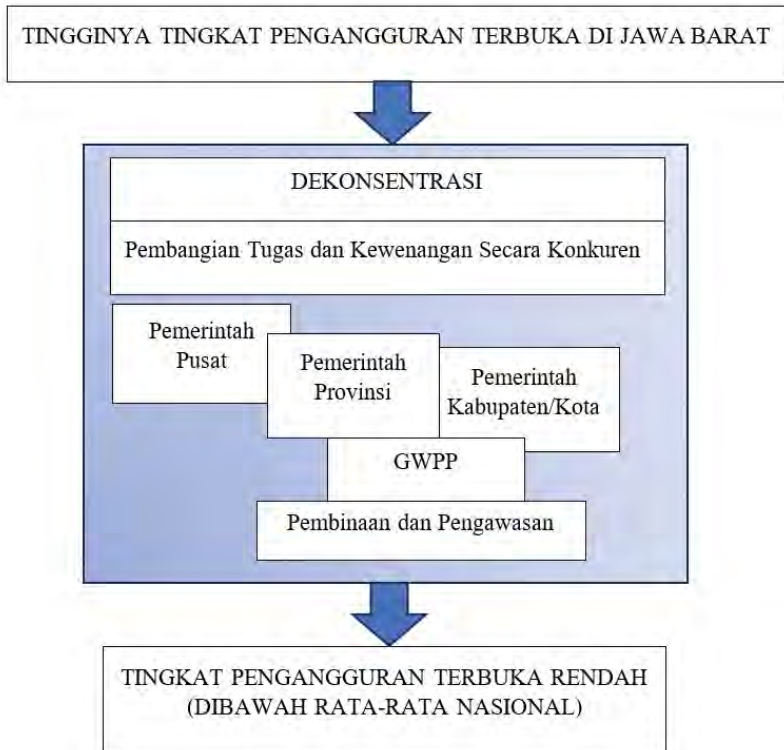 TINGGINYA TINGKAT PENGANGGURAN TERBUKA DI JAWA BARAT
DEKONSENTRASI
Pembangian Tugas dan Kewenangan Secara Konkuren
Pemerintah
Pusat
Pemerintah
Provinsi
Pemerintah
Kabupaten/Kota
GWPP
Pembinaan dan Pengawasan
TINGKAT PENGANGGURAN TERBUKA RENDAH
(DIBAWAH RATA-RATA NASIONAL)